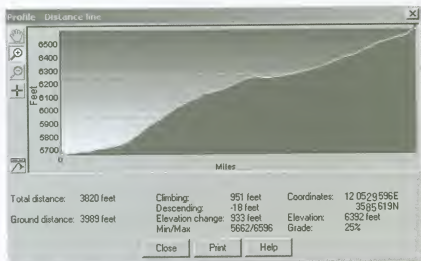 Profile Distance line
6500
6400
6300
6200
6100
6000
5900
5800
5700
Feet
0
Miles
Total distance: 3820 feet
Ground distance: 3989 feet
Climbing: 951 feet
Descending: -18 feet
Elevation change: 933 feet
Min/Max 5662/6596
Coordinates: 12 0529596E
3585619N
Elevation: 6392 feet
Grade: 25%
Close Print Help